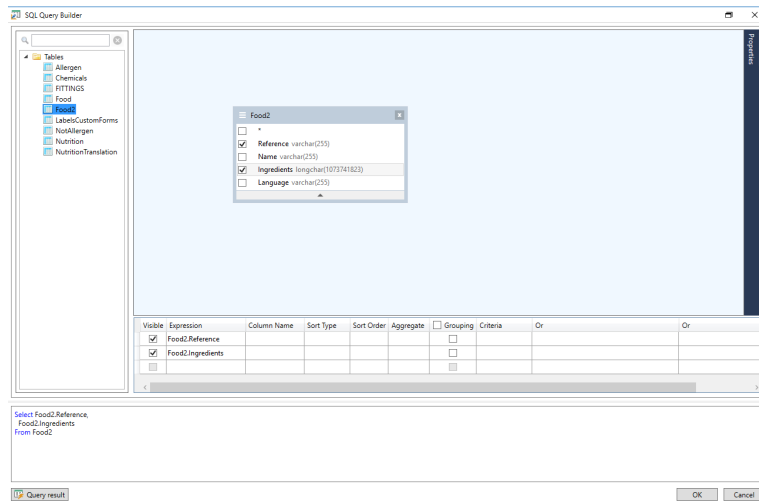 SQL Query Builder
Tables
Allergen
Chemicals
FITTINGS
Food
Food2
LabelsCustomForms
NotAllergen
Nutrition
NutritionTranslation
Food2
*
Reference varchar(255)
Name varchar(255)
Ingredients longchar(1073741823)
Language varchar(255)
Properties
Visible Expression Column Name Sort Type Sort Order Aggregate Grouping Criteria Or Or
Food2.Reference
Food2.Ingredients
Select Food2.Reference,
Food2.Ingredients
From Food2
Query result OK Cancel